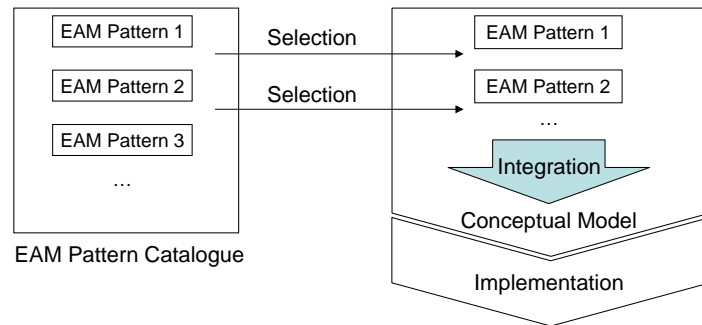 EAM Pattern 1
EAM Pattern 2
EAM Pattern 3
...
EAM Pattern Catalogue
Selection
Selection
EAM Pattern 1
EAM Pattern 2
...
Integration
Conceptual Model
Implementation